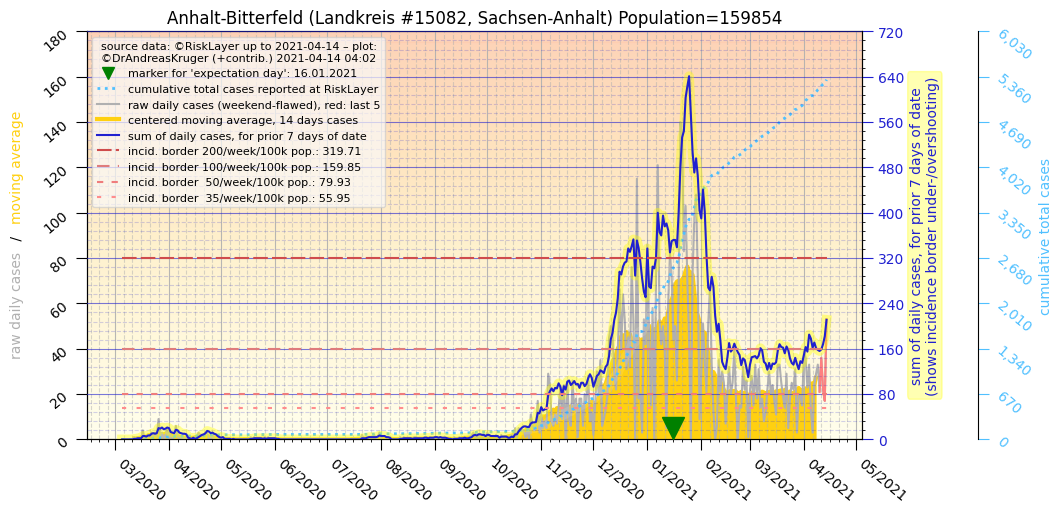 Anhalt-Bitterfeld (Landkreis #15082, Sachsen-Anhalt) Population=159854
source data: ©RiskLayer up to 2021-04-14 – plot:
©DrAndreasKruger (+contrib.) 2021-04-14 04:02
marker for 'expectation day': 16.01.2021
cumulative total cases reported at RiskLayer
raw daily cases (weekend-flawed), red: last 5
centered moving average, 14 days cases
sum of daily cases, for prior 7 days of date
incid. border 200/week/100k pop.: 319.71
incid. border 100/week/100k pop.: 159.85
incid. border  50/week/100k pop.: 79.93
incid. border  35/week/100k pop.: 55.95
raw daily cases  /  moving average
180
160
140
120
100
80
60
40
20
0
03/2020
04/2020
05/2020
06/2020
07/2020
08/2020
09/2020
10/2020
11/2020
12/2020
01/2021
02/2021
03/2021
04/2021
05/2021
720
640
560
480
400
320
240
160
80
0
sum of daily cases, for prior 7 days of date
(shows incidence border under-/overshooting)
6,030
5,360
4,690
4,020
3,350
2,680
2,010
1,340
670
0
cumulative total cases